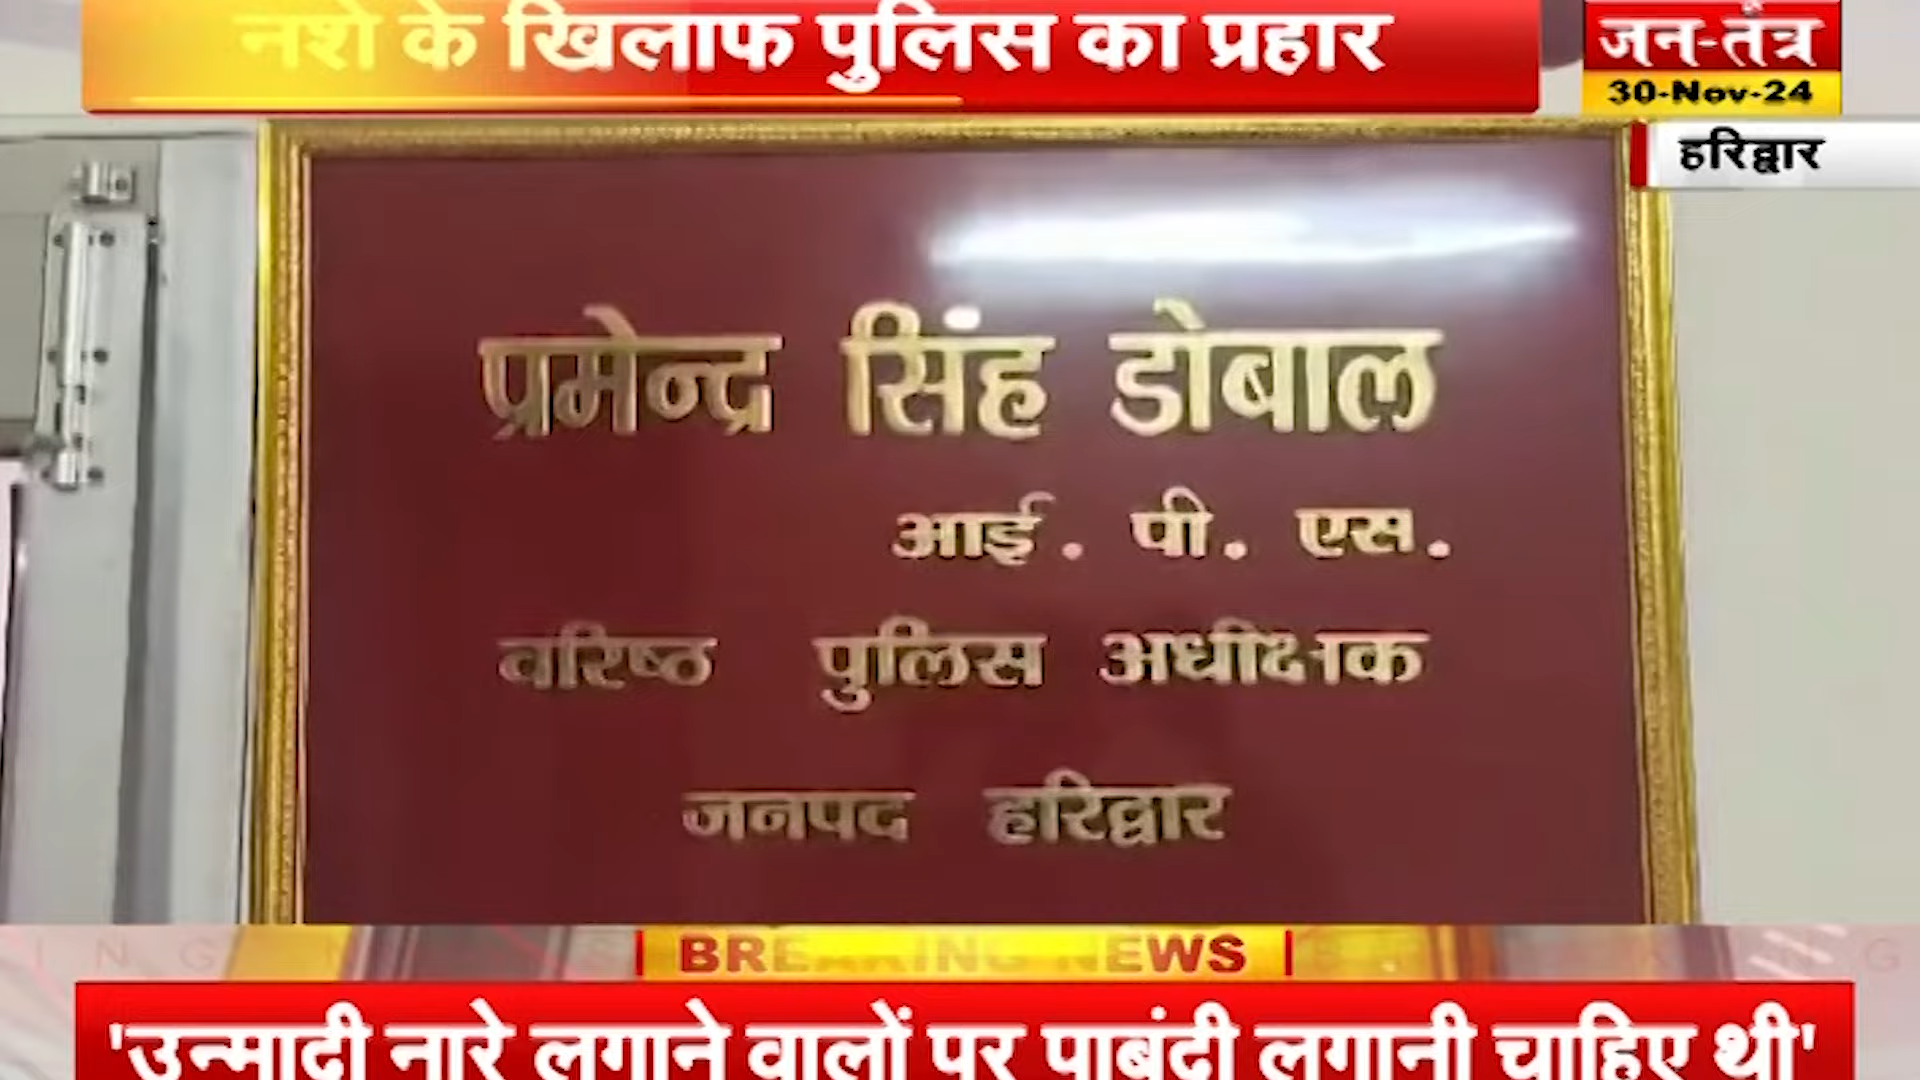 नशे के खिलाफ पुलिस का प्रहार
जन-तंत्र
30-Nov-24
हरिद्वार
प्रमेन्द्र सिंह डोबाल
आई. पी. एस.
वरिष्ठ पुलिस अधीक्षक
जनपद हरिद्वार
BREAKING NEWS
'उन्मादी नारे लगाने वालों पर पाबंदी लगानी चाहिए थी'